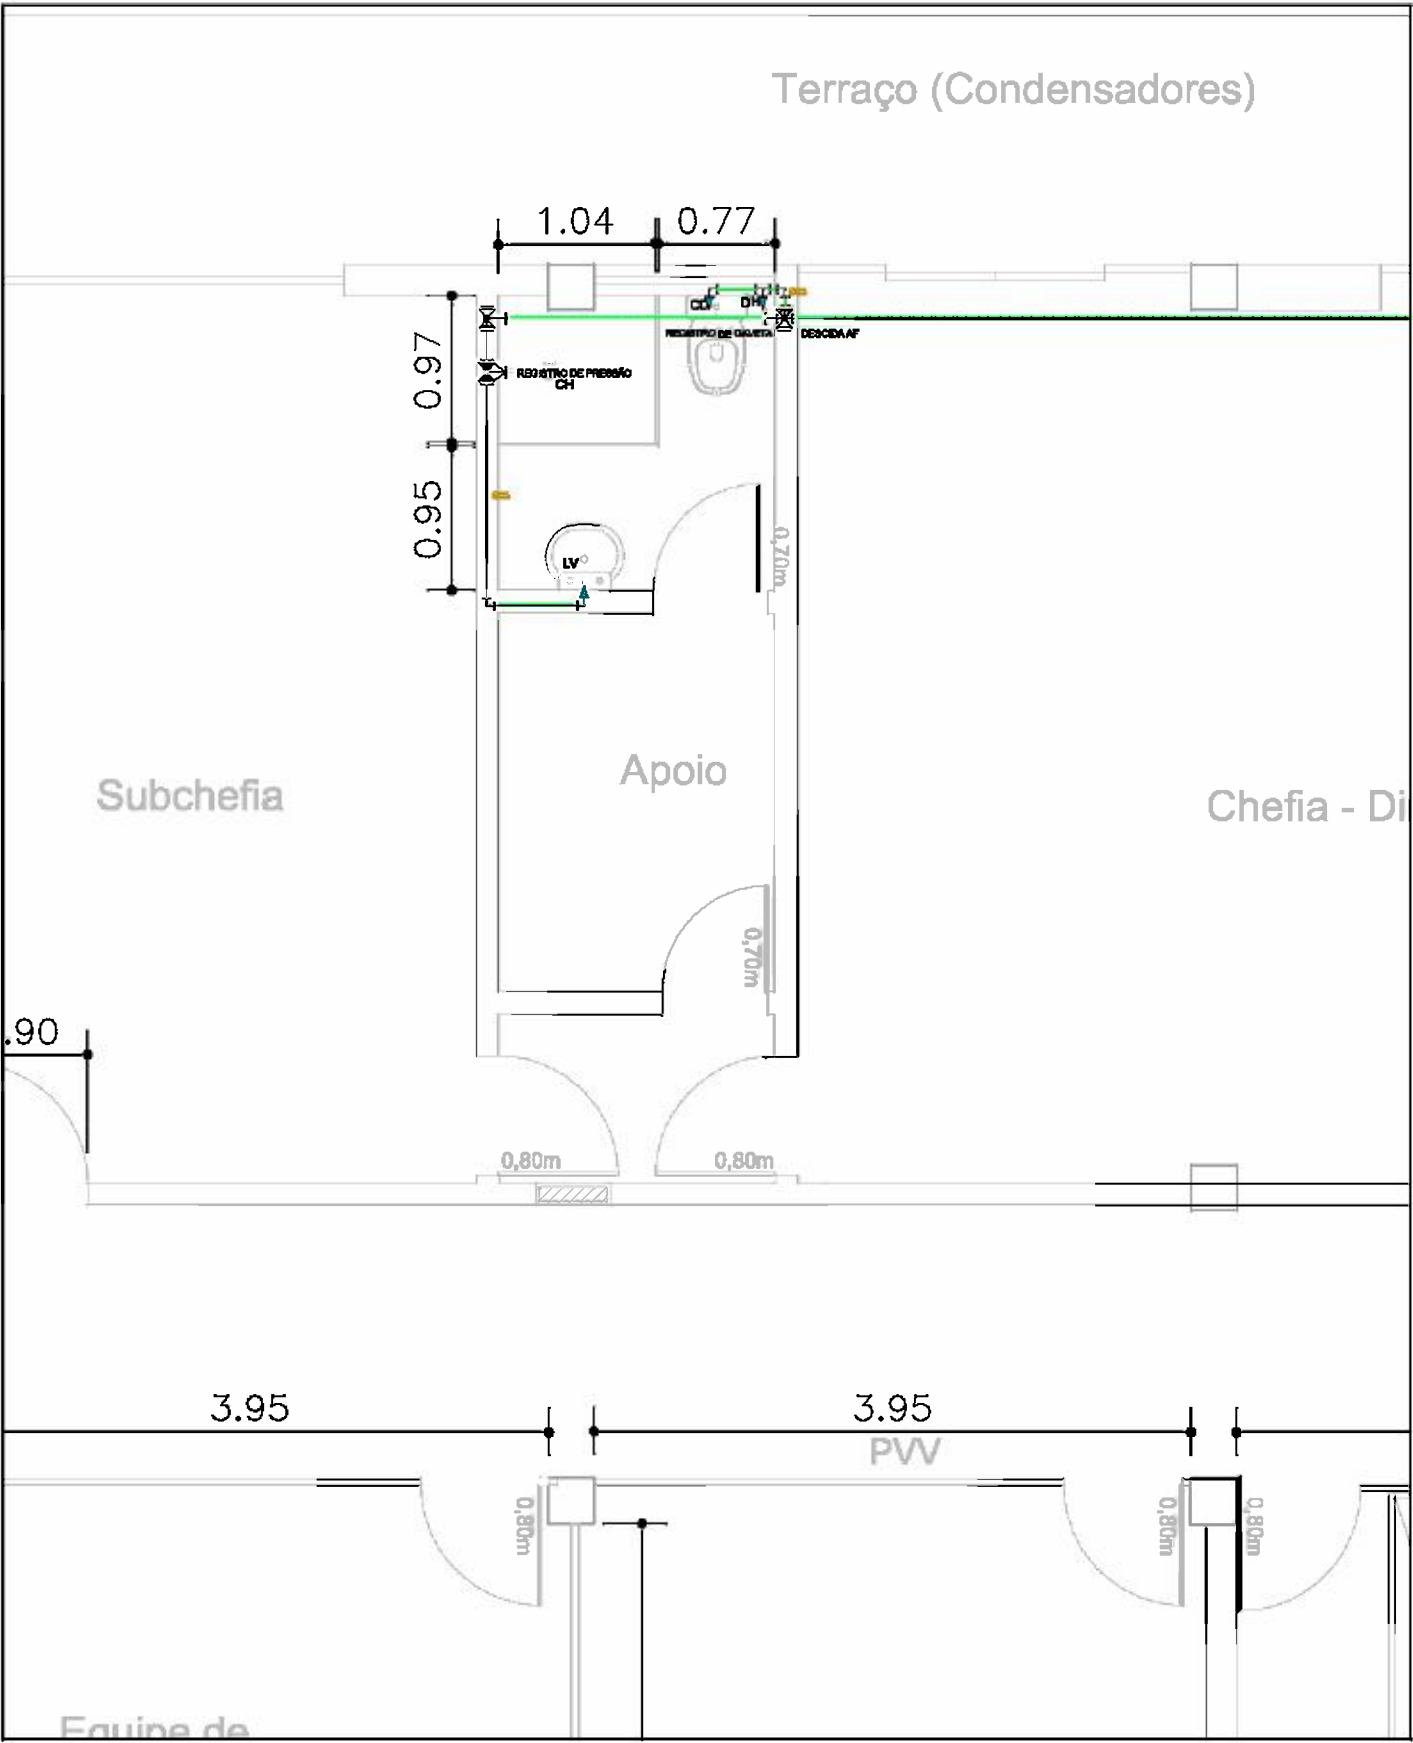 Terraço (Condensadores)
1.04
0.77
CD
DH
REGISTRO DE GAVETA
DESCIDA AF
0.97
REGISTRO DE PRESSÃO
CH
0.95
LV
0,70m
Subchefia
Apoio
Chefia - Di
0,70m
.90
0,80m
0,80m
3.95
3.95
PVV
0,80m
0,80m
0,80m
Equipe de